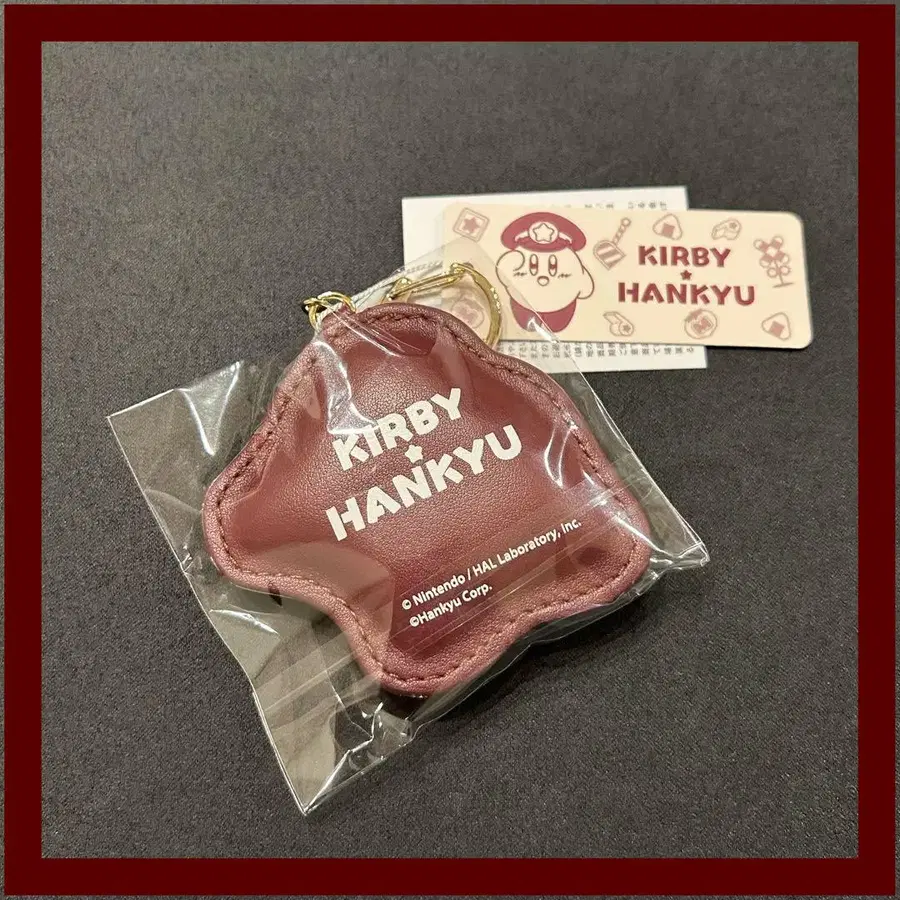 KIRBY
HANKYU
KIRBY
HANKYU
© Nintendo / HAL Laboratory, Inc.
©Hankyu Corp.